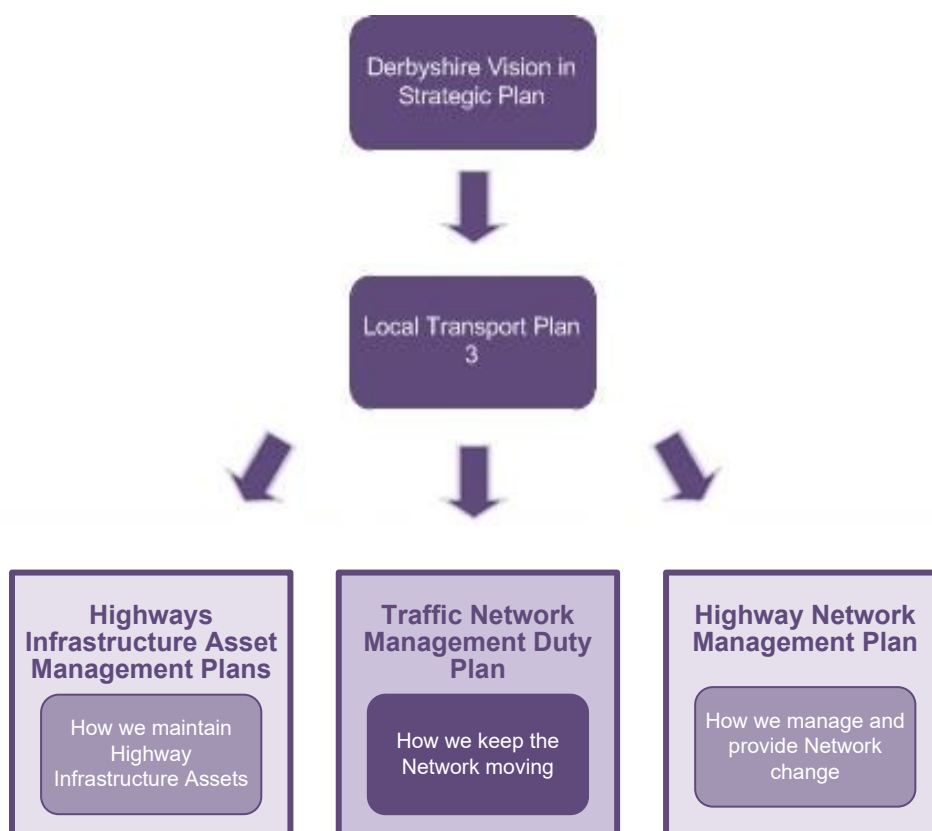 Derbyshire Vision in
Strategic Plan
Local Transport Plan
3
Highways
Infrastructure Asset
Management Plans
How we maintain
Highway
Infrastructure Assets
Traffic Network
Management Duty
Plan
How we keep the
Network moving
Highway Network
Management Plan
How we manage and
provide Network
change